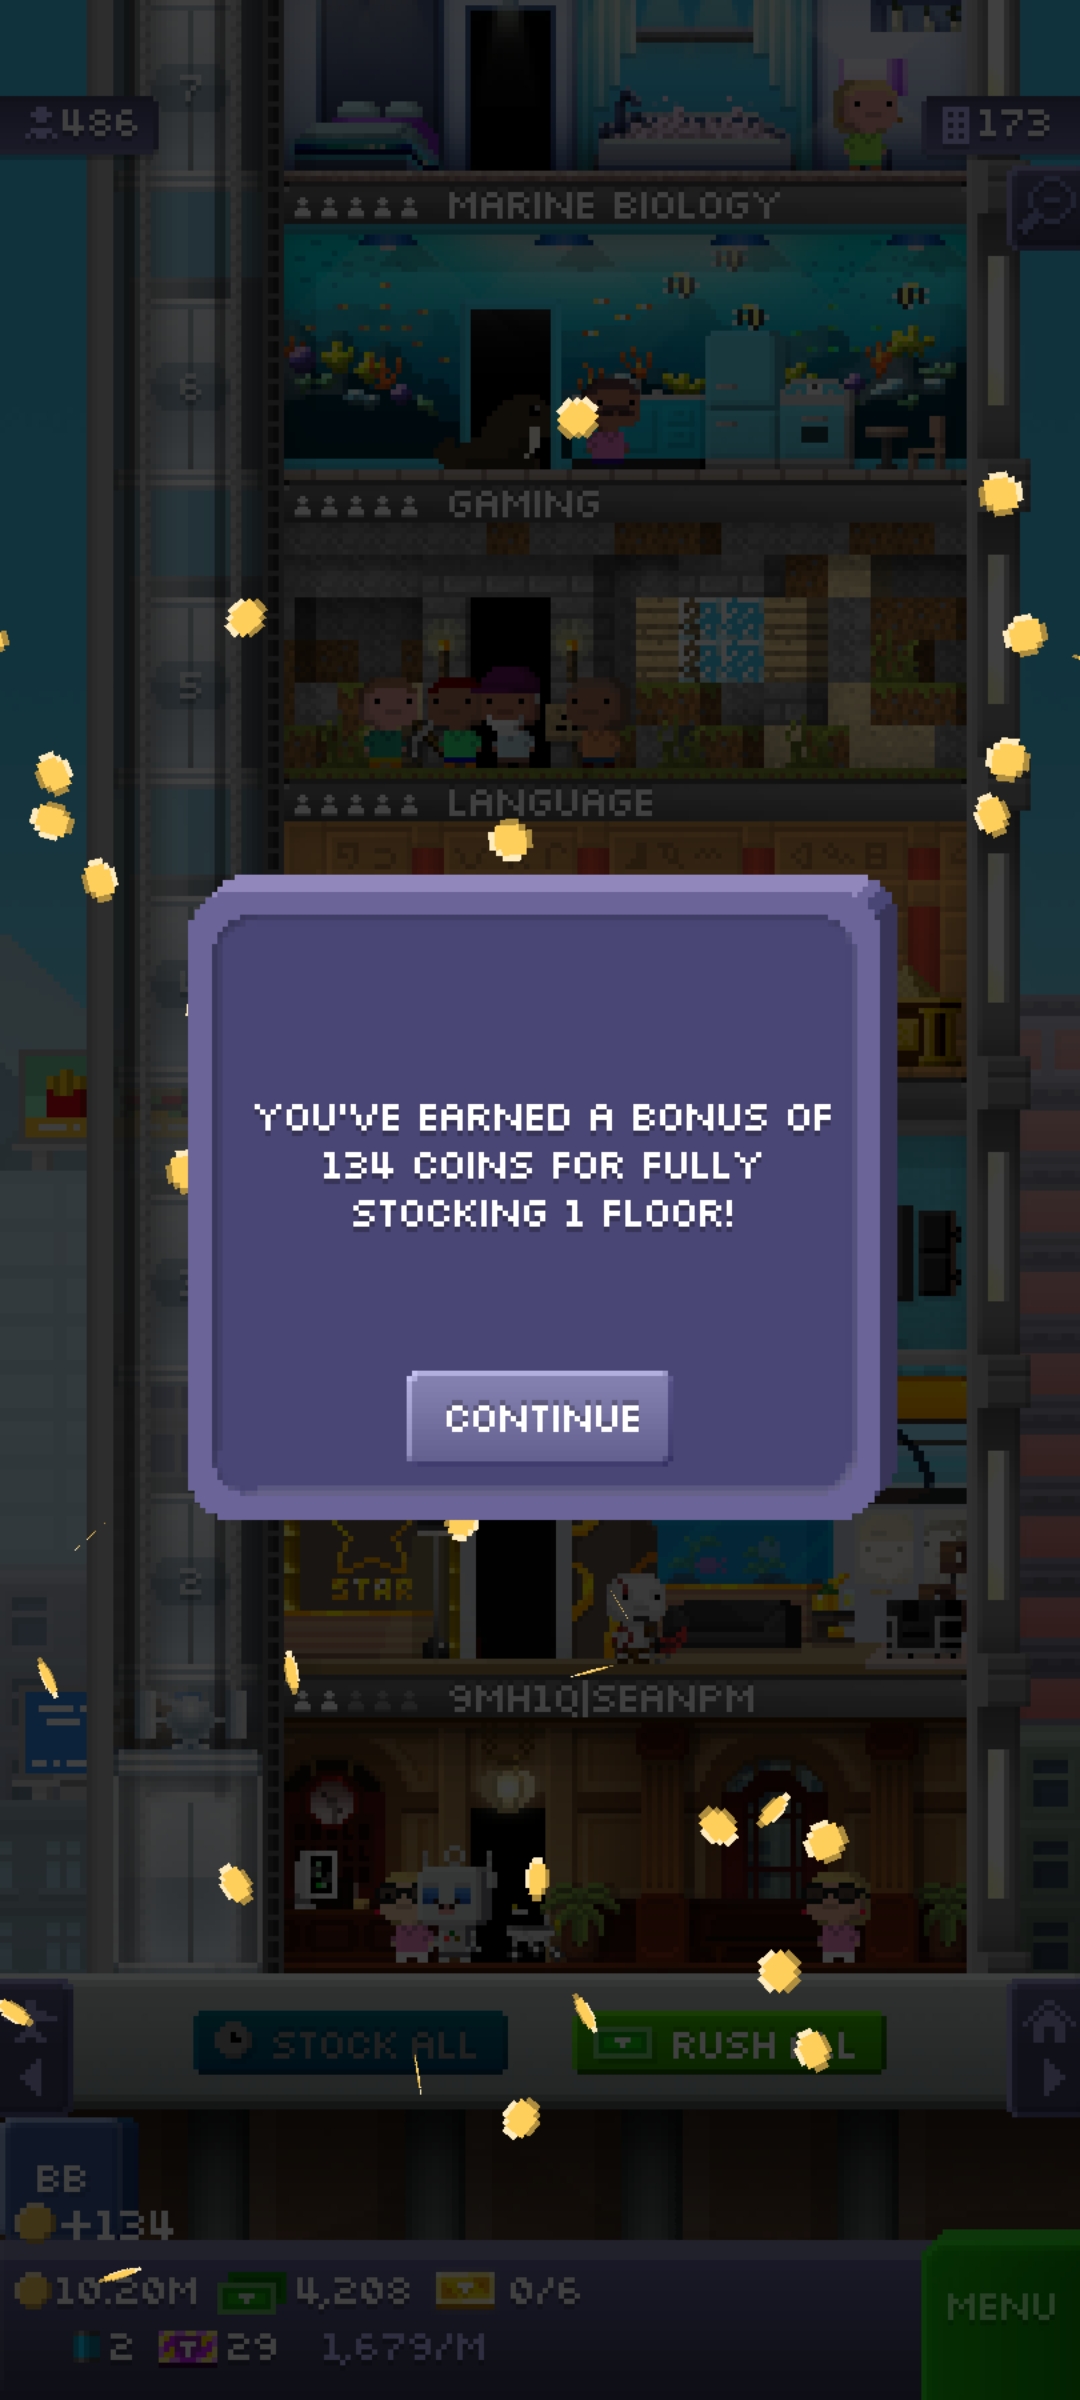 7
486
173
MARINE BIOLOGY
6
GAMING
5
LANGUAGE
YOU'VE EARNED A BONUS OF
134 COINS FOR FULLY
STOCKING 1 FLOOR!
CONTINUE
STAR
2
9MH1Q|SEANPM
STOCK ALL
RUSH ALL
BB
+134
10.20M
4,208
0/6
MENU
2
29
1,679/M